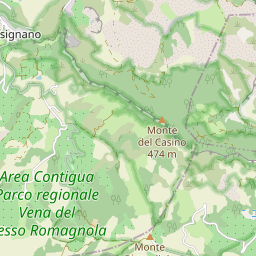 signano
Monte
del Casino
474 m
Area Contigua
Parco regionale
Vena del
esso Romagnola
Monte